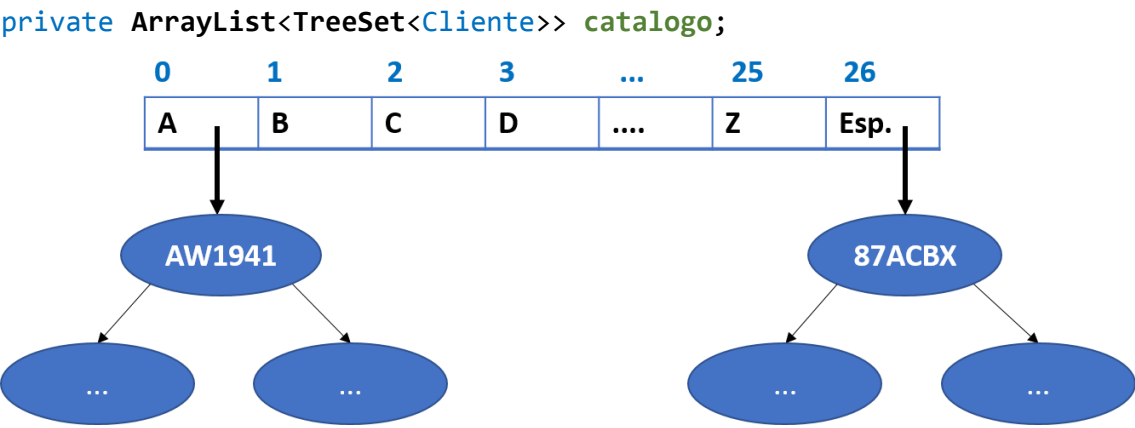 private ArrayList<TreeSet<Cliente>> catalogo;
0 1 2 3 ... 25 26
A B C D .... Z Esp.
AW1941 87ACBX
... ... ... ...